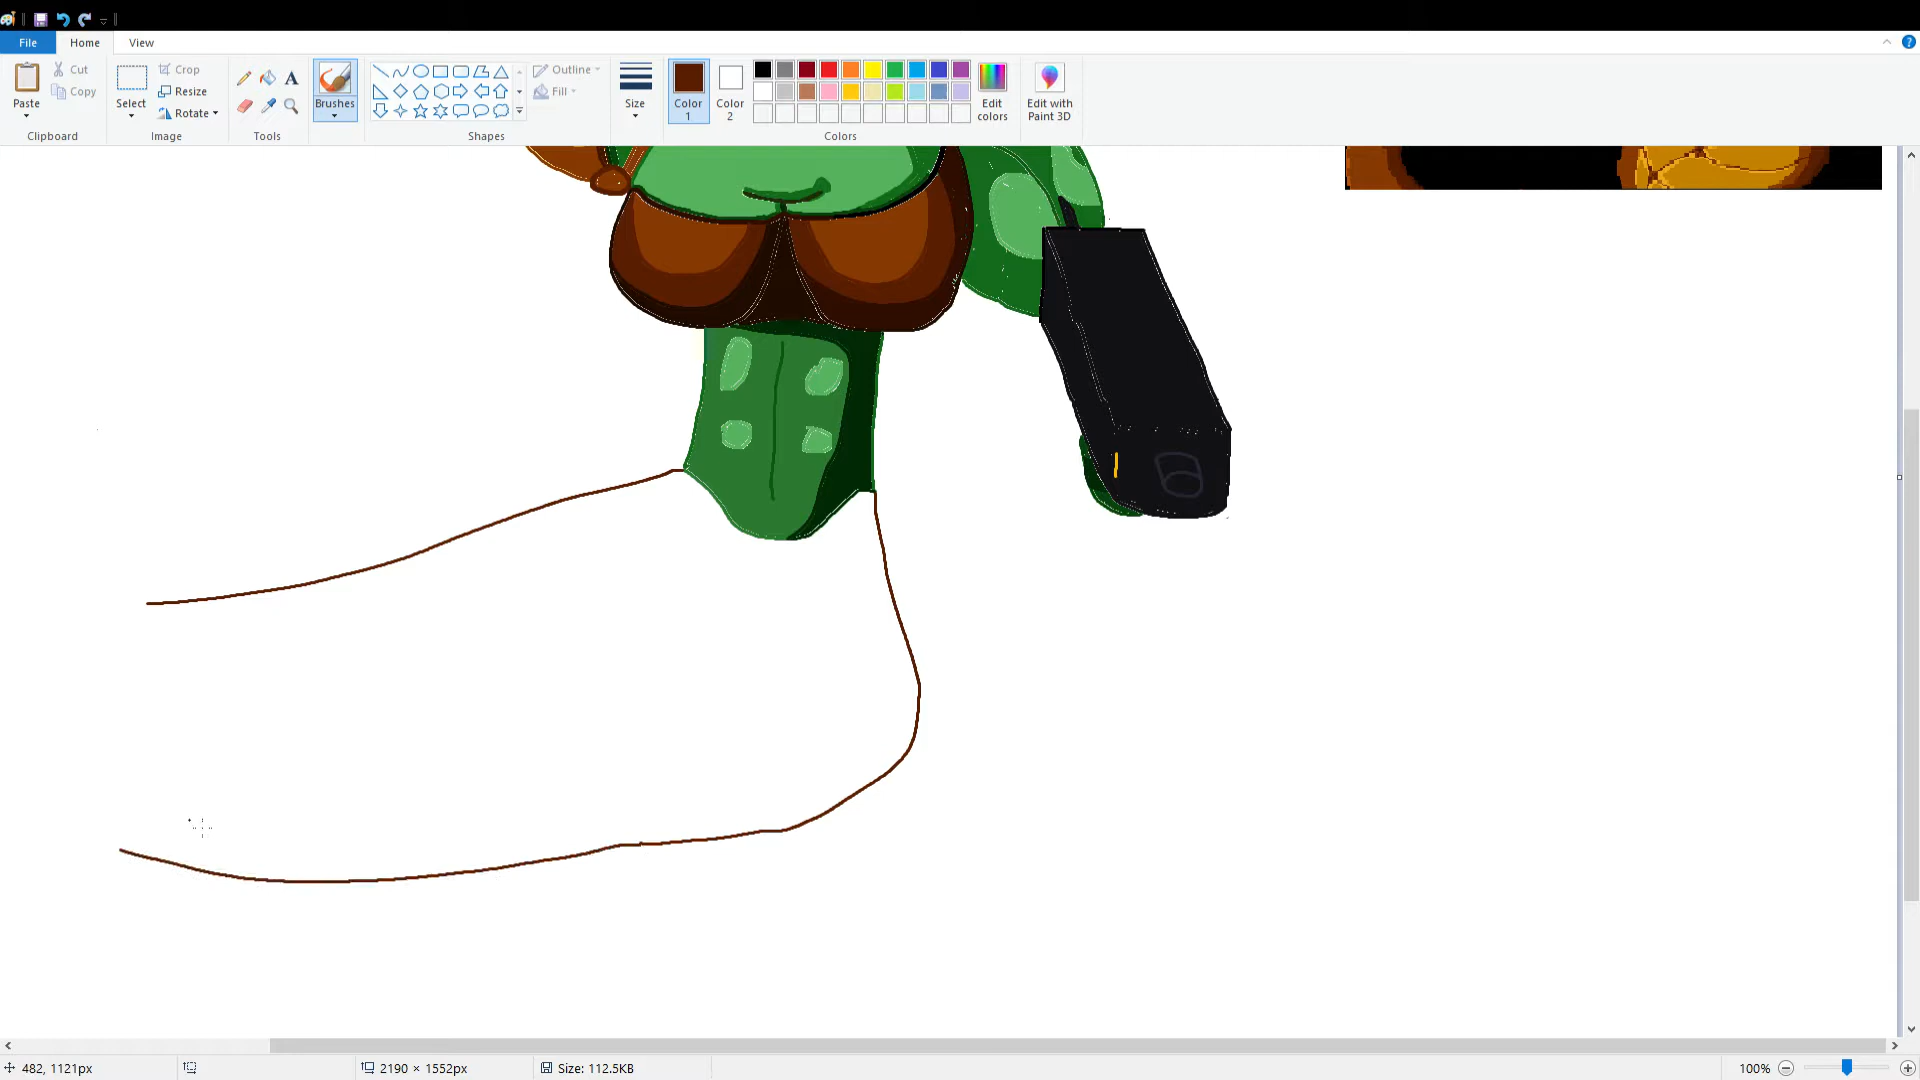 File Home View
Paste Cut Copy Clipboard
Select Crop Resize Rotate Image
A Tools
Brushes
Outline Fill Shapes
Size
Color 1 Color 2 Edit colors Colors
Edit with Paint 3D
482, 1121px 2190 × 1552px Size: 112.5KB 100%